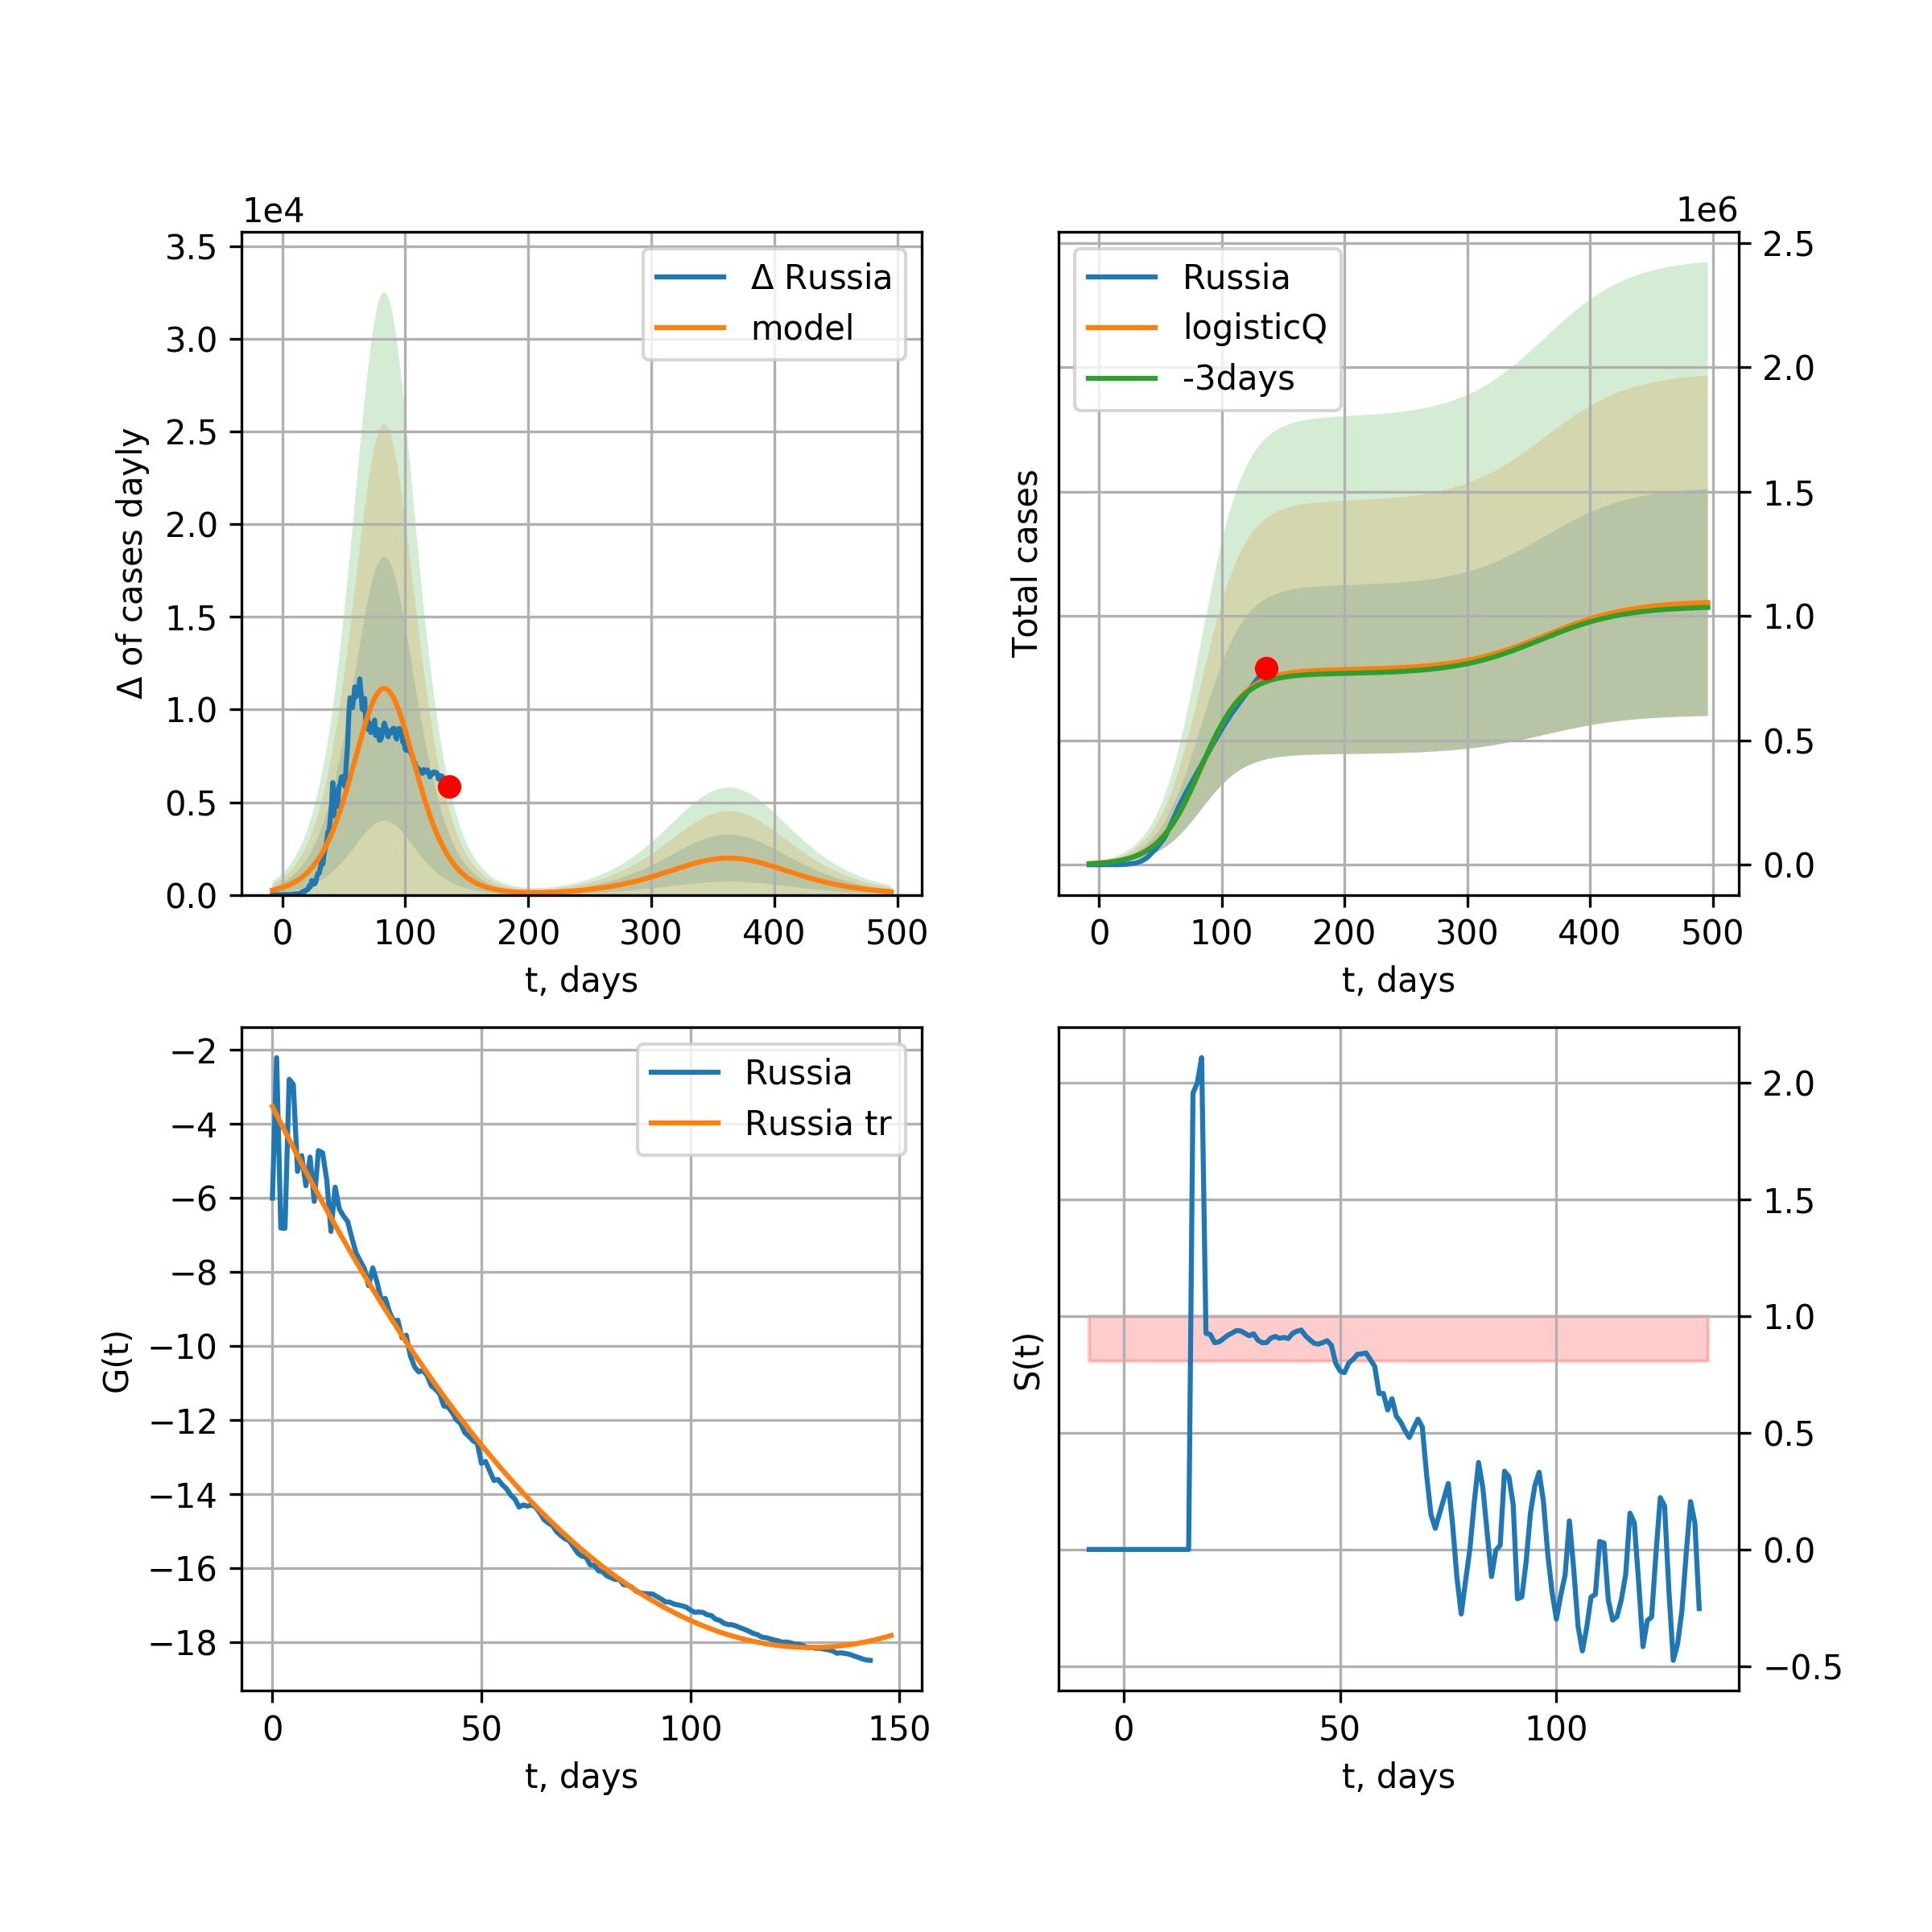 1e4
3.5
3.0
2.5
2.0
1.5
1.0
0.5
0.0
Δ of cases dayly
Δ Russia
model
0 100 200 300 400 500
t, days
1e6
2.5
2.0
1.5
1.0
0.5
0.0
Total cases
Russia
logisticQ
-3days
0 100 200 300 400 500
t, days
−2
−4
−6
−8
−10
−12
−14
−16
−18
G(t)
Russia
Russia tr
0 50 100 150
t, days
2.0
1.5
1.0
0.5
0.0
−0.5
S(t)
0 50 100
t, days